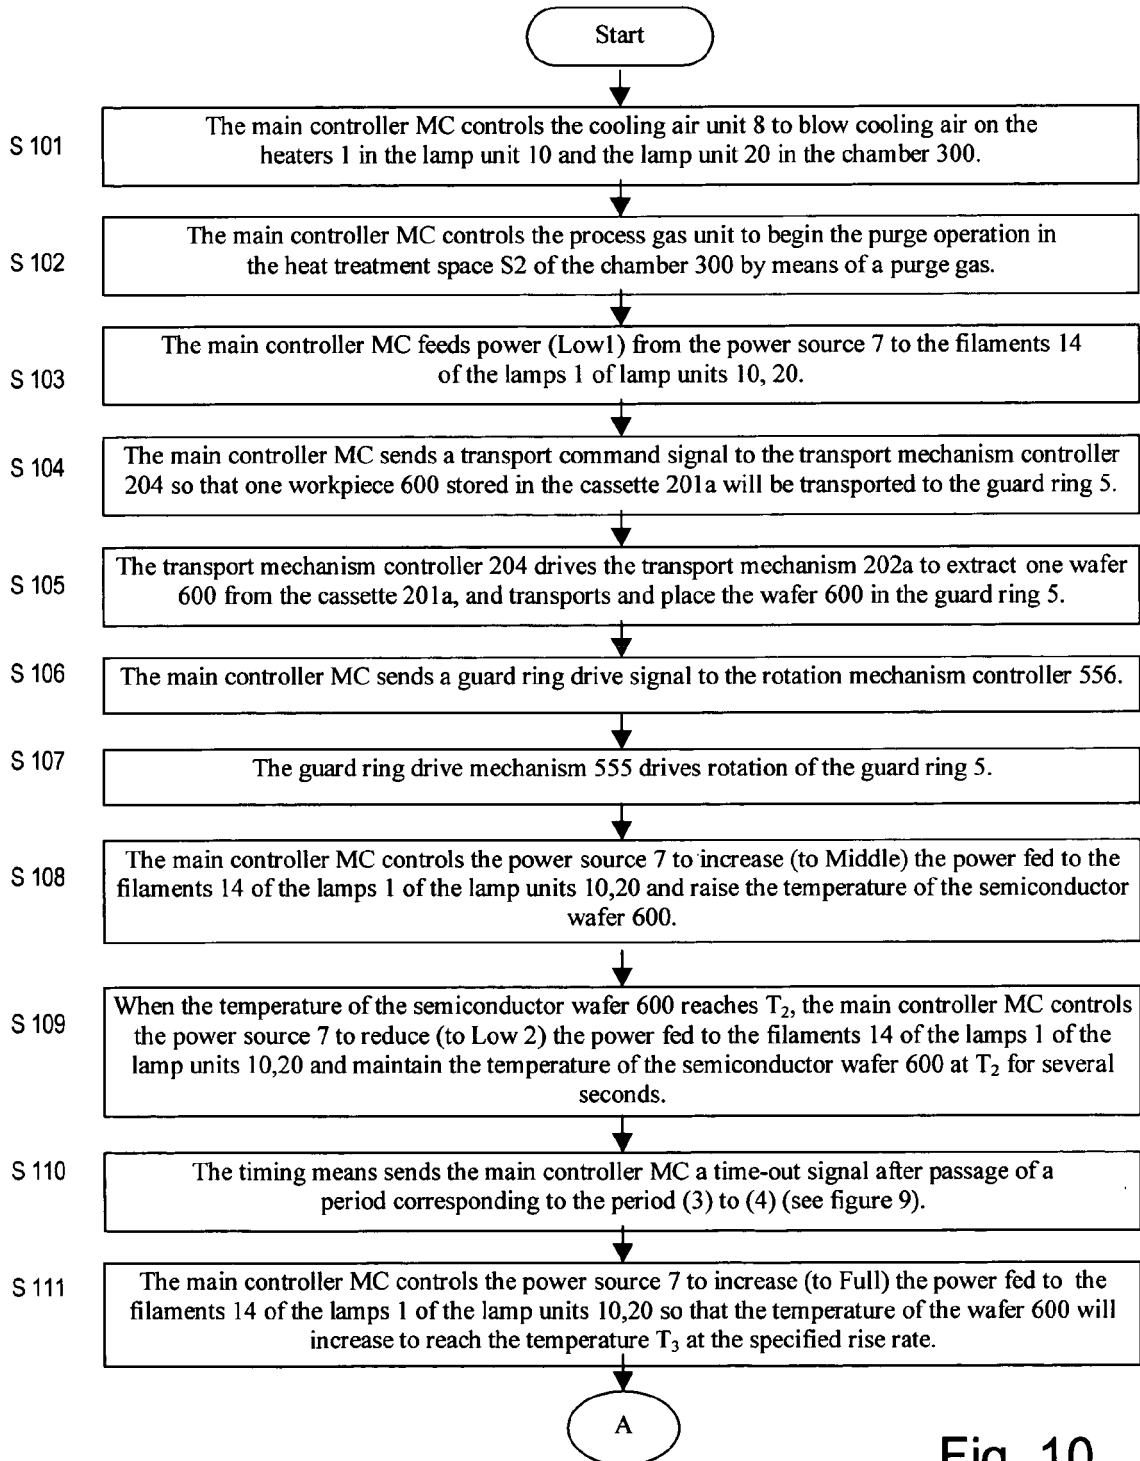 Start
S 101
The main controller MC controls the cooling air unit 8 to blow cooling air on the
heaters 1 in the lamp unit 10 and the lamp unit 20 in the chamber 300.
S 102
The main controller MC controls the process gas unit to begin the purge operation in
the heat treatment space S2 of the chamber 300 by means of a purge gas.
S 103
The main controller MC feeds power (Low1) from the power source 7 to the filaments 14
of the lamps 1 of lamp units 10, 20.
S 104
The main controller MC sends a transport command signal to the transport mechanism controller
204 so that one workpiece 600 stored in the cassette 201a will be transported to the guard ring 5.
S 105
The transport mechanism controller 204 drives the transport mechanism 202a to extract one wafer
600 from the cassette 201a, and transports and place the wafer 600 in the guard ring 5.
S 106
The main controller MC sends a guard ring drive signal to the rotation mechanism controller 556.
S 107
The guard ring drive mechanism 555 drives rotation of the guard ring 5.
S 108
The main controller MC controls the power source 7 to increase (to Middle) the power fed to the
filaments 14 of the lamps 1 of the lamp units 10,20 and raise the temperature of the semiconductor
wafer 600.
S 109
When the temperature of the semiconductor wafer 600 reaches T2, the main controller MC controls
the power source 7 to reduce (to Low 2) the power fed to the filaments 14 of the lamps 1 of the
lamp units 10,20 and maintain the temperature of the semiconductor wafer 600 at T2 for several
seconds.
S 110
The timing means sends the main controller MC a time-out signal after passage of a
period corresponding to the period (3) to (4) (see figure 9).
S 111
The main controller MC controls the power source 7 to increase (to Full) the power fed to the
filaments 14 of the lamps 1 of the lamp units 10,20 so that the temperature of the wafer 600 will
increase to reach the temperature T3 at the specified rise rate.
A
Fig. 10